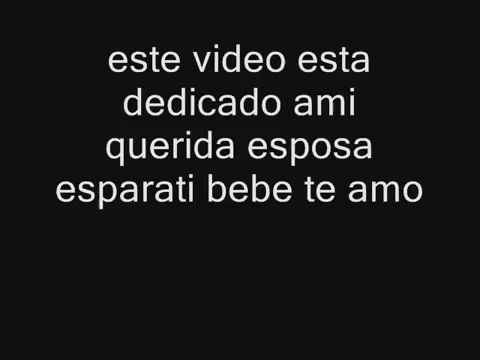 este video esta
dedicado ami
querida esposa
esparati bebe te amo